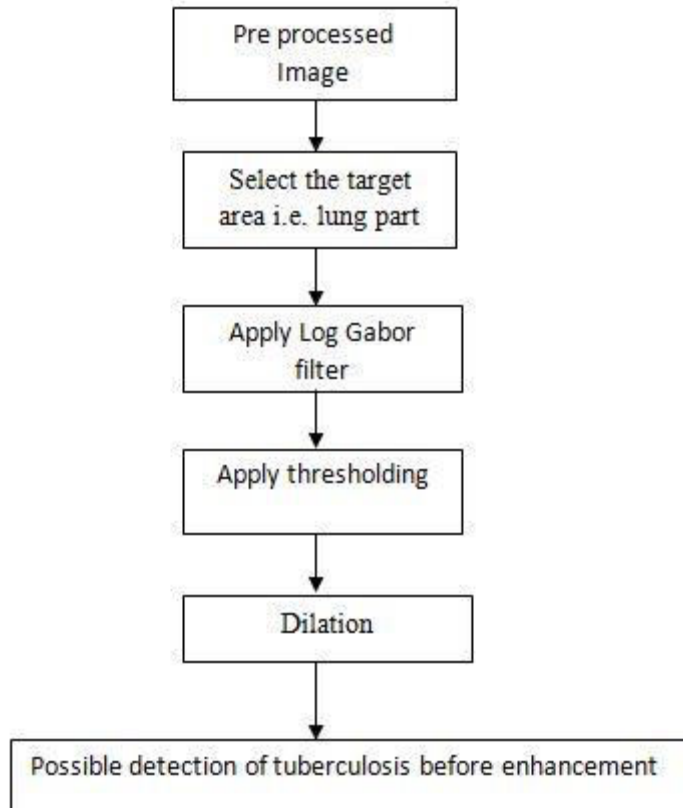 Pre processed
Image
Select the target
area i.e. lung part
Apply Log Gabor
filter
Apply thresholding
Dilation
Possible detection of tuberculosis before enhancement